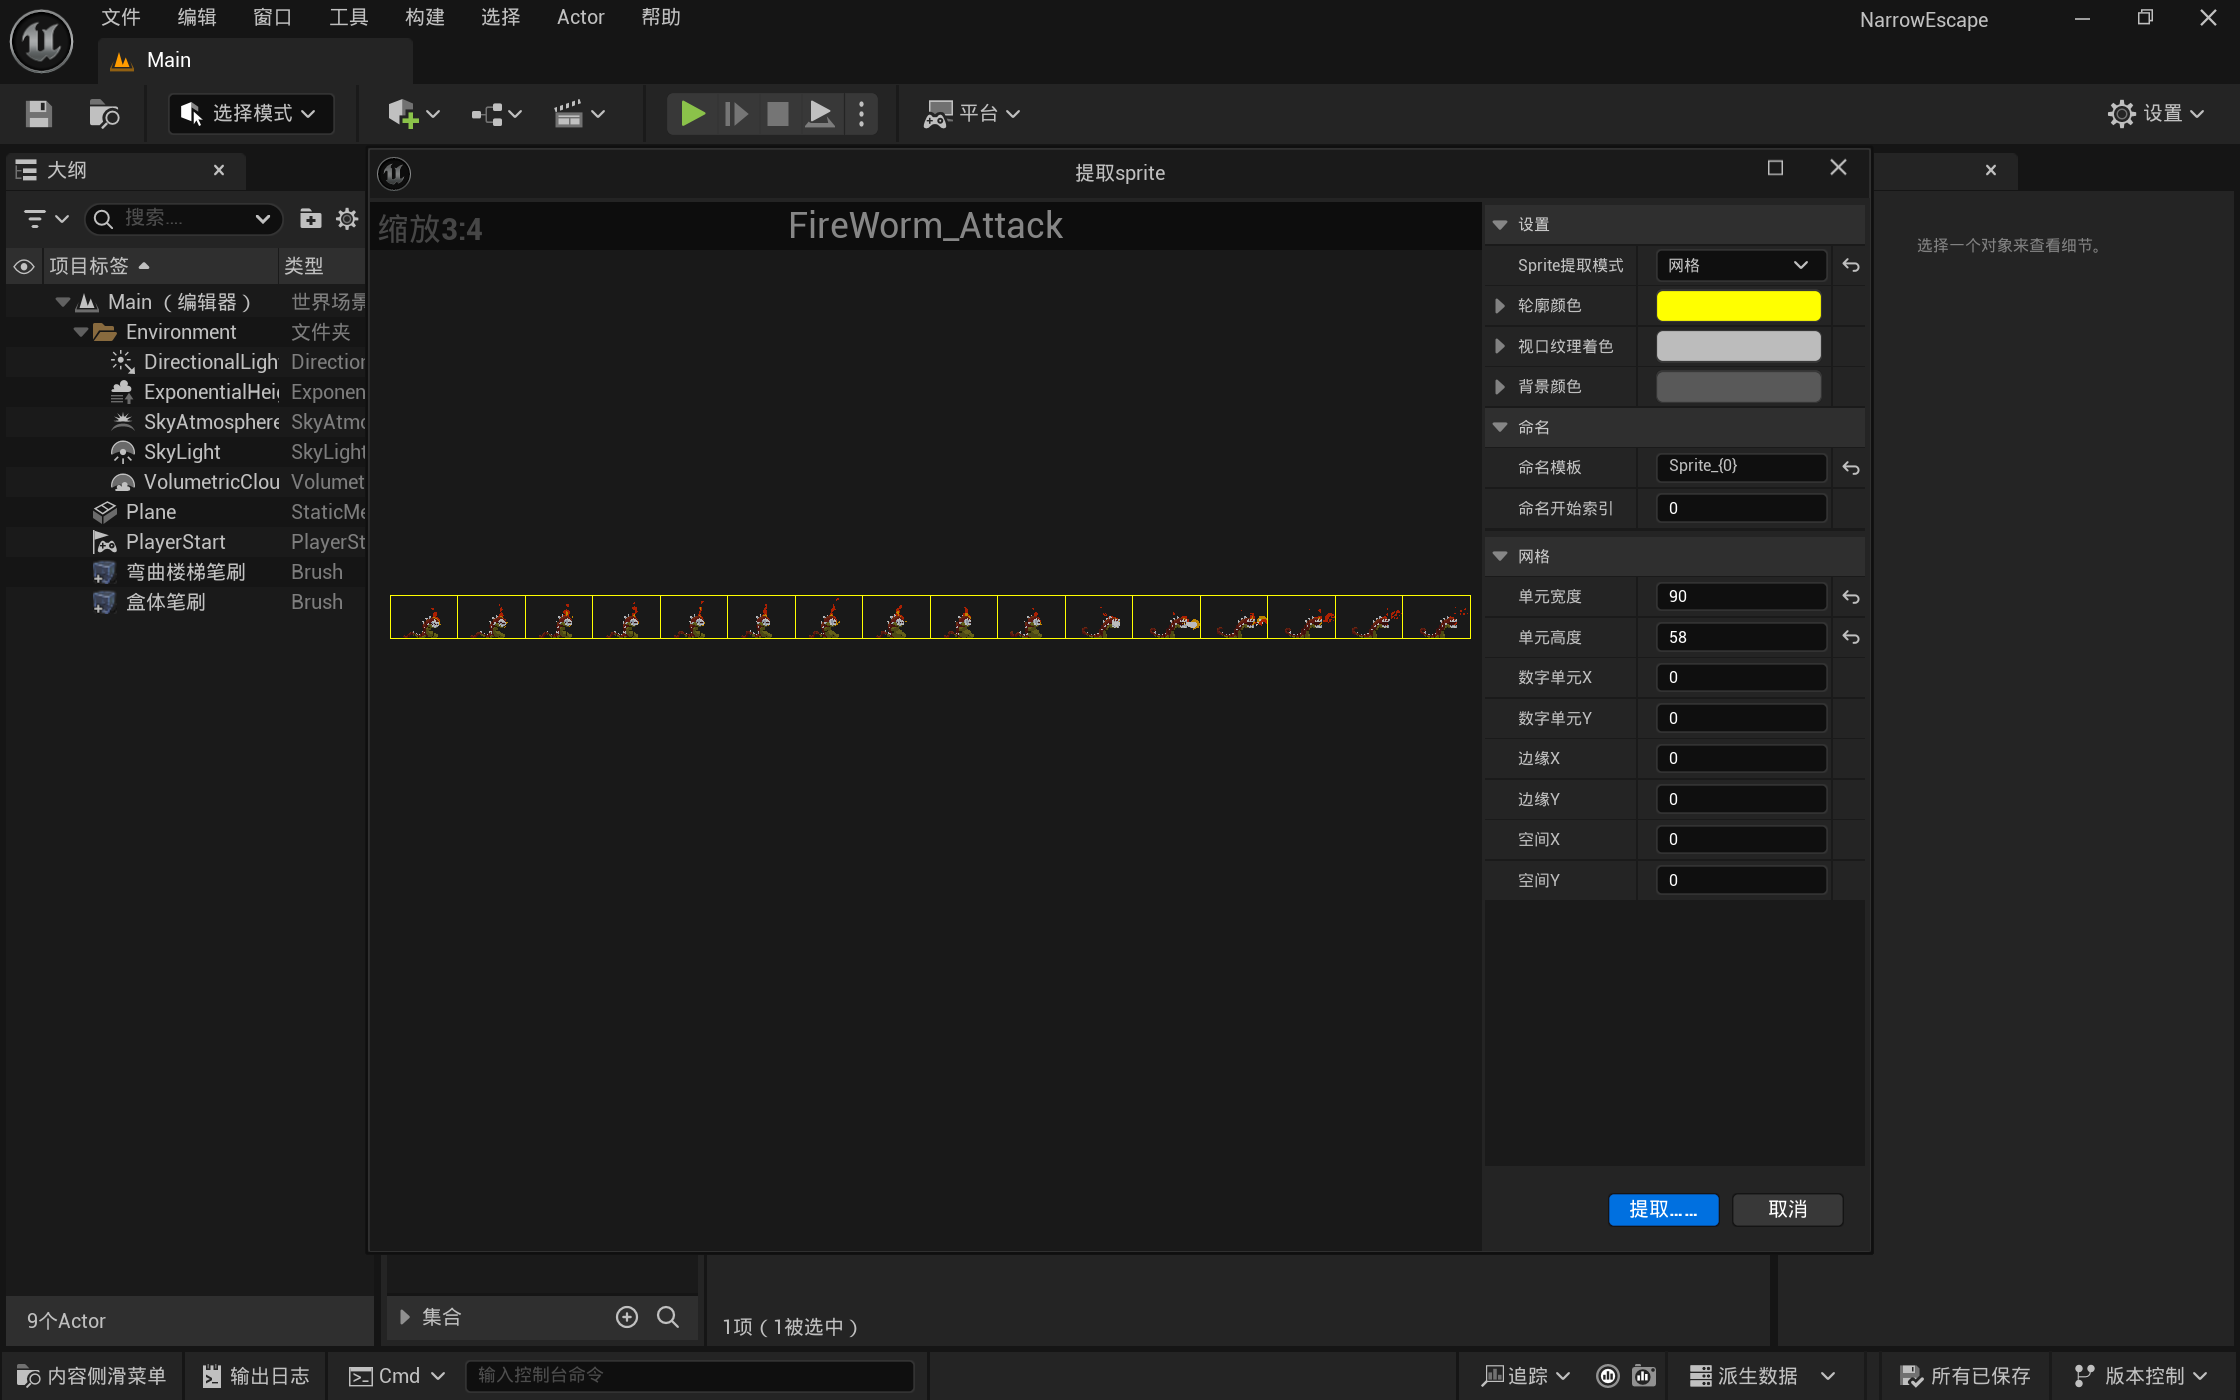 文件 编辑 窗口 工具 构建 选择 Actor 帮助
NarrowEscape
Main
选择模式
平台
设置
大纲
搜索....
项目标签 类型
Main （编辑器） 世界场景
Environment 文件夹
DirectionalLigh Direction
ExponentialHei Exponen
SkyAtmosphere SkyAtmo
SkyLight SkyLight
VolumetricClou Volumet
Plane StaticMe
PlayerStart PlayerSt
弯曲楼梯笔刷 Brush
盒体笔刷 Brush
9个Actor
提取sprite
缩放3:4
FireWorm_Attack
设置
Sprite提取模式 网格
轮廓颜色
视口纹理着色
背景颜色
命名
命名模板 Sprite_{0}
命名开始索引 0
网格
单元宽度 90
单元高度 58
数字单元X 0
数字单元Y 0
边缘X 0
边缘Y 0
空间X 0
空间Y 0
提取...... 取消
选择一个对象来查看细节。
集合
1项（1被选中）
内容侧滑菜单 输出日志 Cmd 输入控制台命令 追踪 派生数据 所有已保存 版本控制